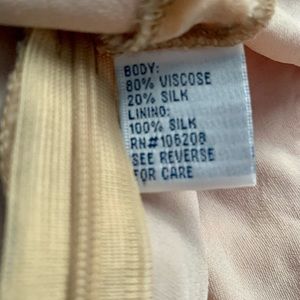 BODY:
80% VISCOSE
20% SILK
LINING:
100% SILK
RN#106208
SEE REVERSE
FOR CARE